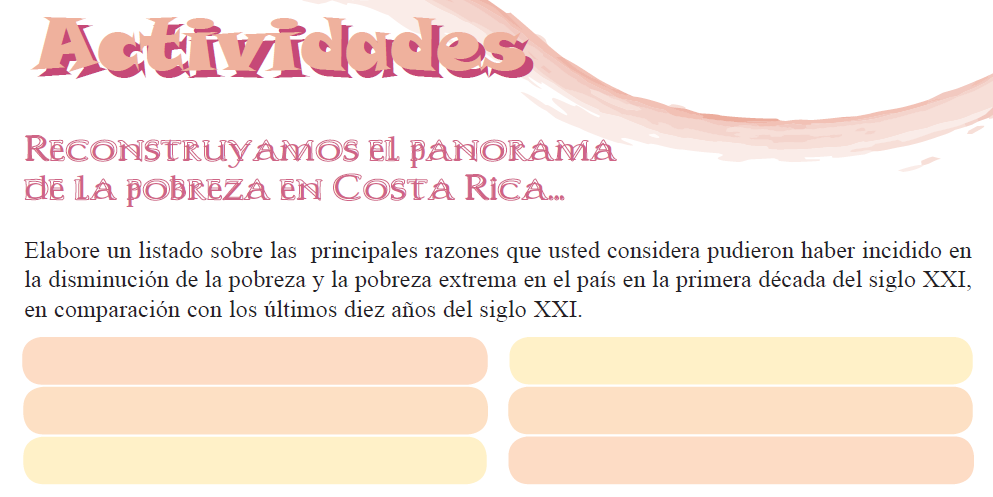 Actividades
Reconstruyamos el panorama
de la pobreza en Costa Rica...
Elabore un listado sobre las principales razones que usted considera pudieron haber incidido en
la disminución de la pobreza y la pobreza extrema en el país en la primera década del siglo XXI,
en comparación con los últimos diez años del siglo XXI.